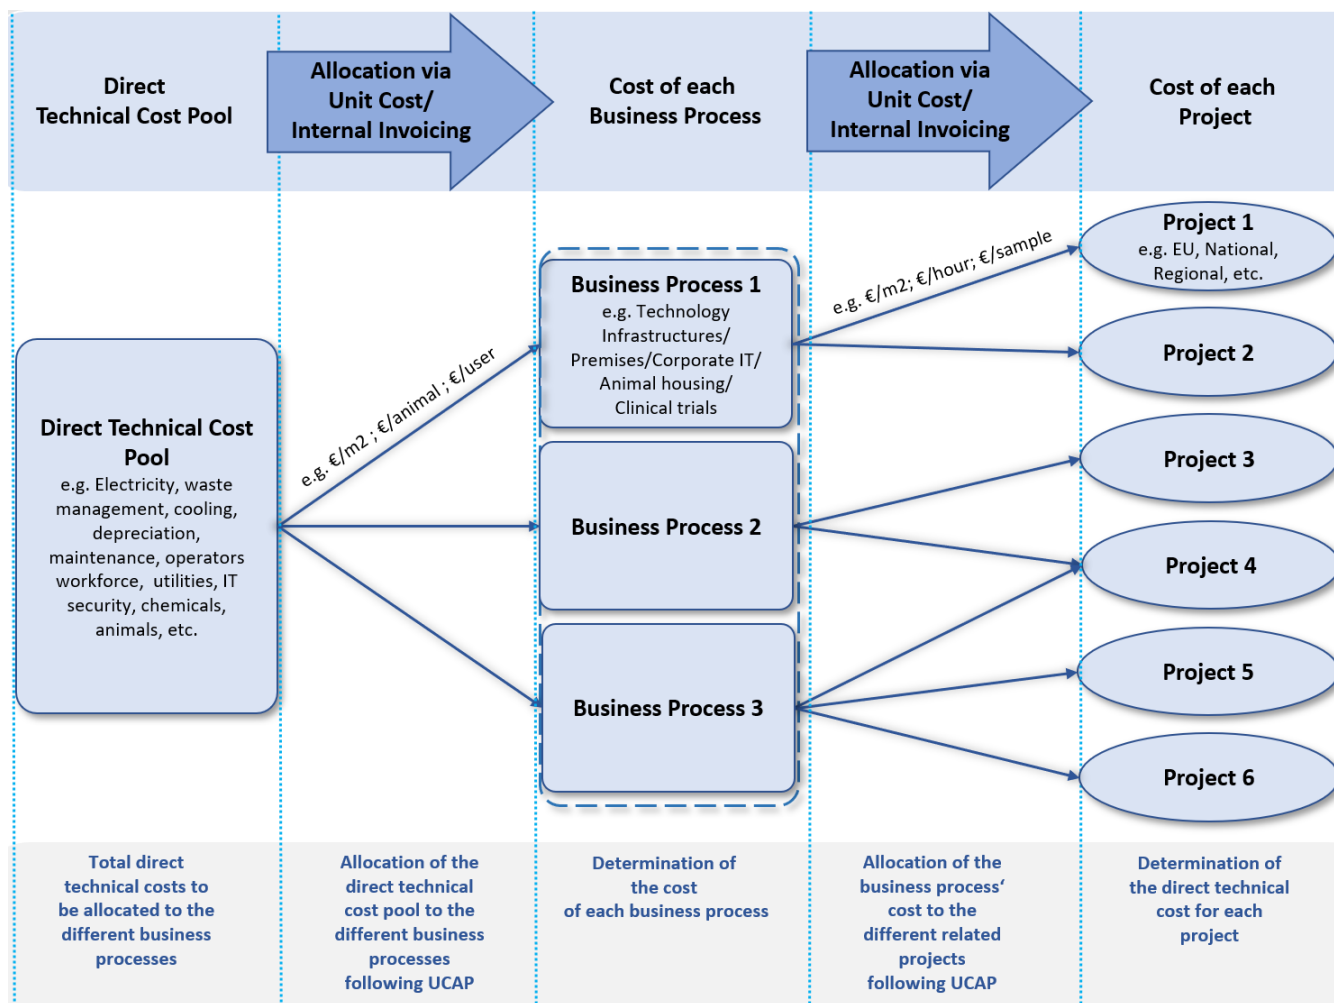 Direct
Technical Cost Pool
Allocation via
Unit Cost/
Internal Invoicing
Cost of each
Business Process
Allocation via
Unit Cost/
Internal Invoicing
Cost of each
Project
Direct Technical Cost
Pool
e.g. Electricity, waste
management, cooling,
depreciation,
maintenance, operators
workforce, utilities, IT
security, chemicals,
animals, etc.
e.g. €/m2 ; €/animal ; €/user
Business Process 1
e.g. Technology
Infrastructures/
Premises/Corporate IT/
Animal housing/
Clinical trials
Business Process 2
Business Process 3
e.g. €/m2; €/hour; €/sample
Project 1
e.g. EU, National,
Regional, etc.
Project 2
Project 3
Project 4
Project 5
Project 6
Total direct
technical costs to
be allocated to the
different business
processes
Allocation of the
direct technical
cost pool to the
different business
processes
following UCAP
Determination of
the cost
of each business process
Allocation of the
business process‘
cost to the
different related
projects
following UCAP
Determination of
the direct technical
cost for each
project